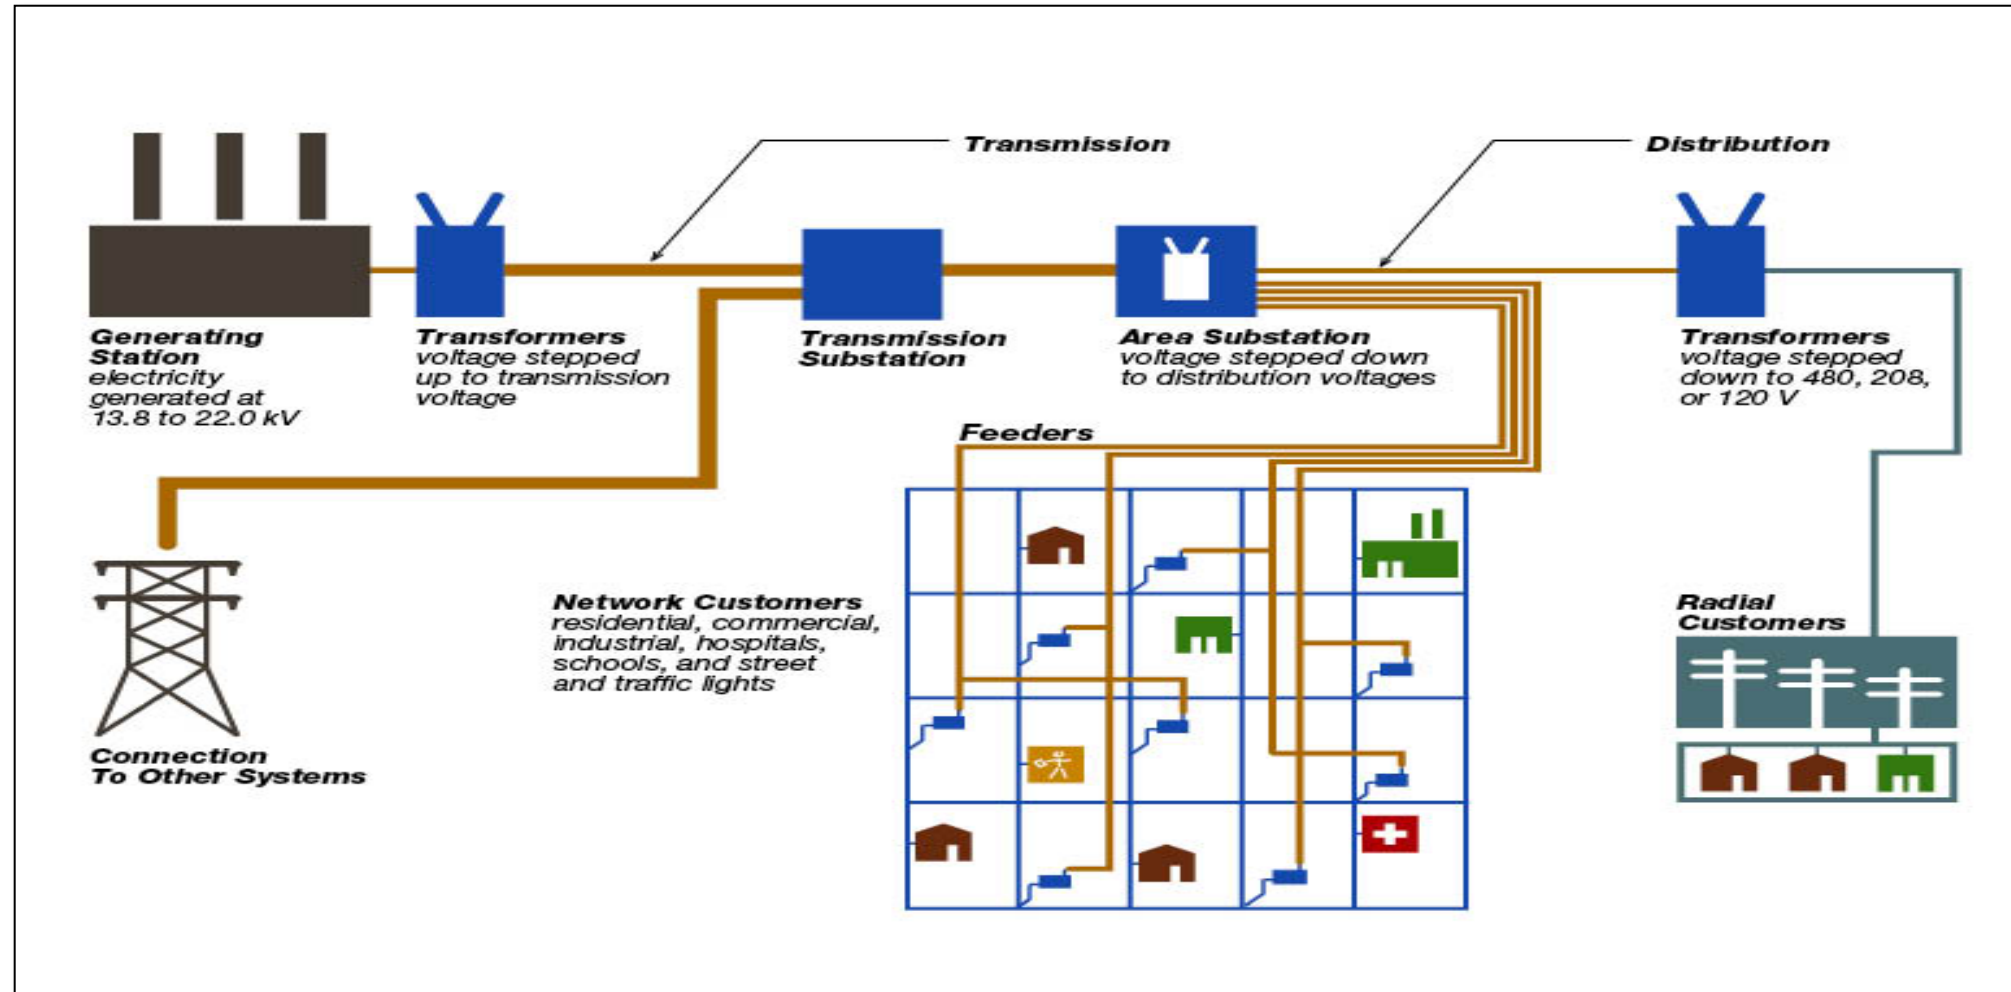 Transmission
Distribution
Generating
Station
electricity
generated at
13.8 to 22.0 kV
Transformers
voltage stepped
up to transmission
voltage
Transmission
Substation
Area Substation
voltage stepped down
to distribution voltages
Transformers
voltage stepped
down to 480, 208,
or 120 V
Feeders
Network Customers
residential, commercial,
industrial, hospitals,
schools, and street
and traffic lights
Radial
Customers
Connection
To Other Systems